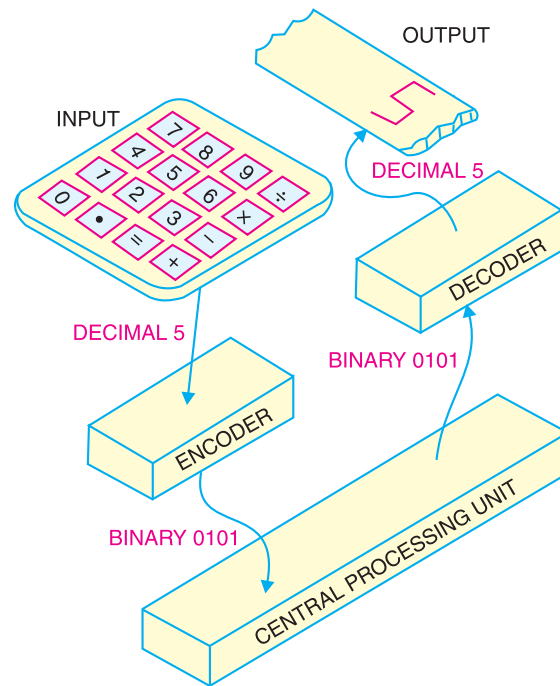 OUTPUT
INPUT
7 8 9 ÷
4 5 6 ×
1 2 3 −
0 • = +
5
DECIMAL 5
DECODER
DECIMAL 5
BINARY 0101
ENCODER
BINARY 0101
CENTRAL PROCESSING UNIT